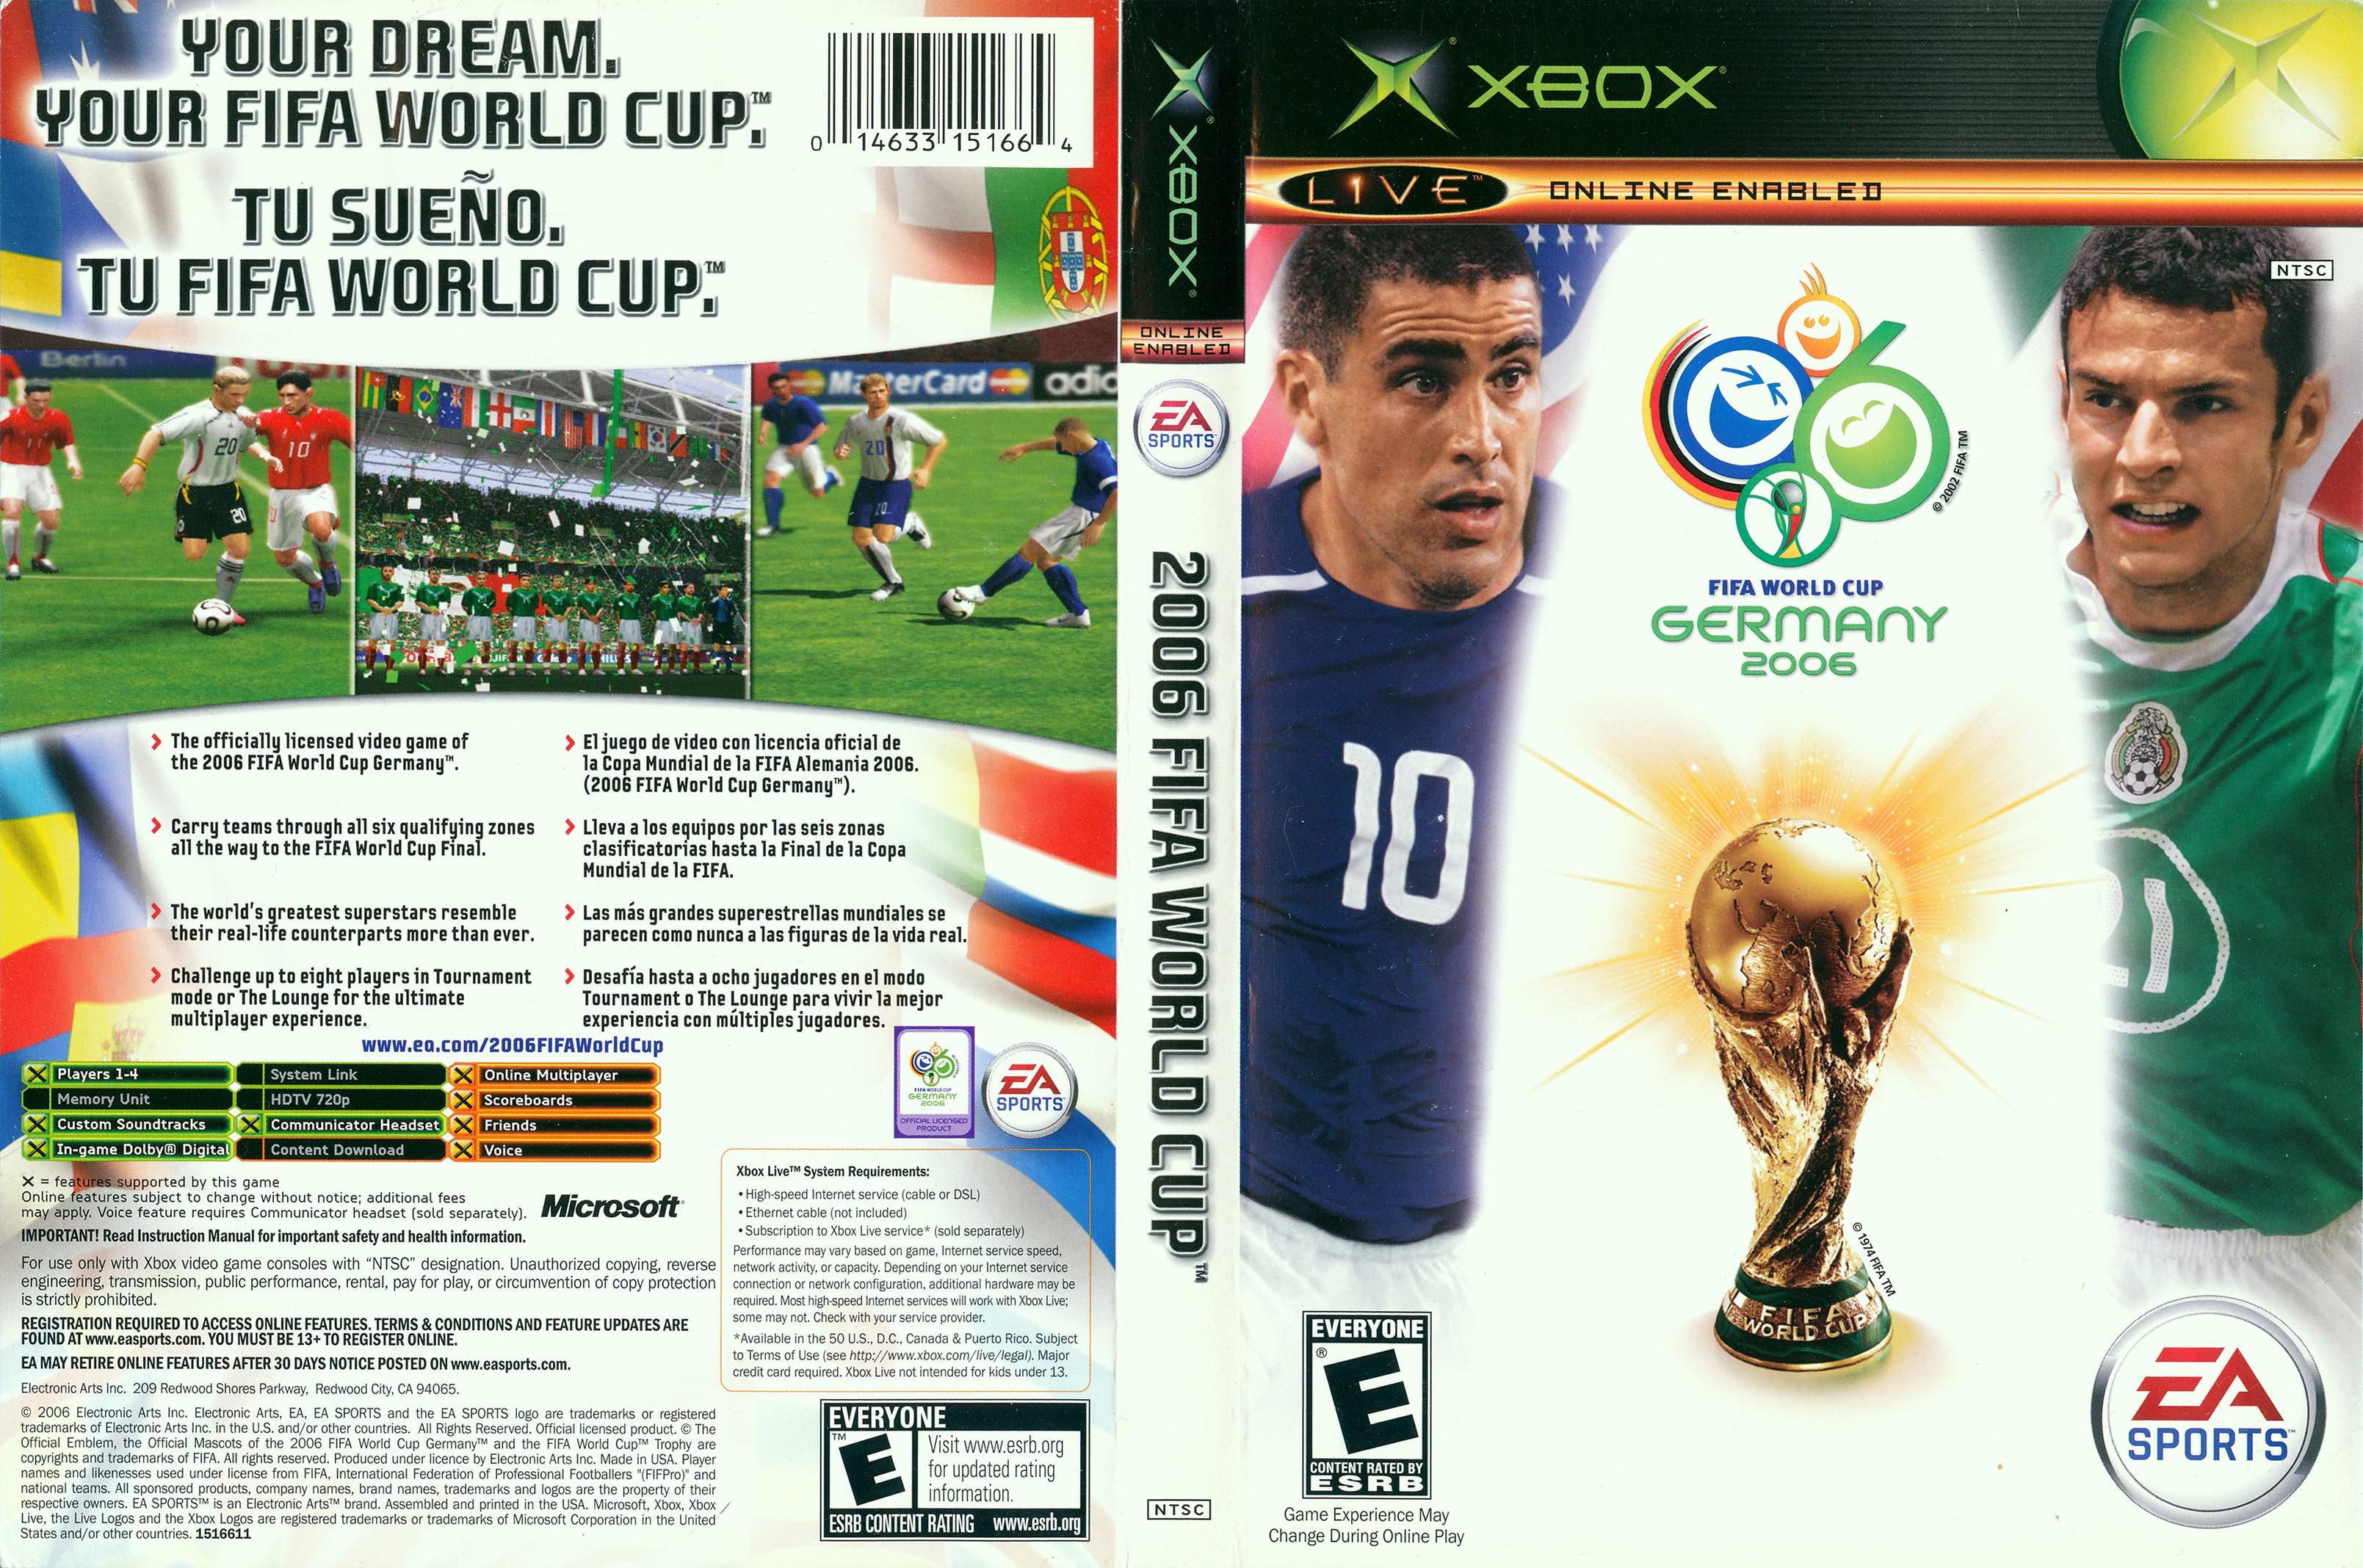 YOUR DREAM.
YOUR FIFA WORLD CUP.™
TU SUEÑO.
TU FIFA WORLD CUP.™
0 14633 15166 4
Berlin
11
20
20
10
MasterCard
adid
20
20
> The officially licensed video game of
the 2006 FIFA World Cup Germany™.
> Carry teams through all six qualifying zones
all the way to the FIFA World Cup Final.
> The world's greatest superstars resemble
their real-life counterparts more than ever.
> Challenge up to eight players in Tournament
mode or The Lounge for the ultimate
multiplayer experience.
> El juego de video con licencia oficial de
la Copa Mundial de la FIFA Alemania 2006.
(2006 FIFA World Cup Germany™).
> Lleva a los equipos por las seis zonas
clasificatorias hasta la Final de la Copa
Mundial de la FIFA.
> Las más grandes superestrellas mundiales se
parecen como nunca a las figuras de la vida real.
> Desafía hasta a ocho jugadores en el modo
Tournament o The Lounge para vivir la mejor
experiencia con múltiples jugadores.
www.ea.com/2006FIFAWorldCup
Players 1-4
System Link
Online Multiplayer
Memory Unit
HDTV 720p
Scoreboards
Custom Soundtracks
Communicator Headset
Friends
In-game Dolby® Digital
Content Download
Voice
FIFA WORLD CUP
GERMANY
2006
OFFICIAL LICENSED
PRODUCT
EA
SPORTS™
X = features supported by this game
Online features subject to change without notice; additional fees
may apply. Voice feature requires Communicator headset (sold separately).
Microsoft®
IMPORTANT! Read Instruction Manual for important safety and health information.
For use only with Xbox video game consoles with “NTSC” designation. Unauthorized copying, reverse
engineering, transmission, public performance, rental, pay for play, or circumvention of copy protection
is strictly prohibited.
REGISTRATION REQUIRED TO ACCESS ONLINE FEATURES. TERMS & CONDITIONS AND FEATURE UPDATES ARE
FOUND AT www.easports.com. YOU MUST BE 13+ TO REGISTER ONLINE.
EA MAY RETIRE ONLINE FEATURES AFTER 30 DAYS NOTICE POSTED ON www.easports.com.
Electronic Arts Inc. 209 Redwood Shores Parkway, Redwood City, CA 94065.
© 2006 Electronic Arts Inc. Electronic Arts, EA, EA SPORTS and the EA SPORTS logo are trademarks or registered
trademarks of Electronic Arts Inc. in the U.S. and/or other countries. All Rights Reserved. Official licensed product. © The
Official Emblem, the Official Mascots of the 2006 FIFA World Cup Germany™ and the FIFA World Cup™ Trophy are
copyrights and trademarks of FIFA. All rights reserved. Produced under licence by Electronic Arts Inc. Made in USA. Player
names and likenesses used under license from FIFA, International Federation of Professional Footballers "(FIFPro)" and
national teams. All sponsored products, company names, brand names, trademarks and logos are the property of their
respective owners. EA SPORTS™ is an Electronic Arts™ brand. Assembled and printed in the USA. Microsoft, Xbox, Xbox
Live, the Live Logos and the Xbox Logos are registered trademarks or trademarks of Microsoft Corporation in the United
States and/or other countries. 1516611
Xbox Live™ System Requirements:
• High-speed Internet service (cable or DSL)
• Ethernet cable (not included)
• Subscription to Xbox Live service* (sold separately)
Performance may vary based on game, Internet service speed,
network activity, or capacity. Depending on your Internet service
connection or network configuration, additional hardware may be
required. Most high-speed Internet services will work with Xbox Live;
some may not. Check with your service provider.
*Available in the 50 U.S., D.C., Canada & Puerto Rico. Subject
to Terms of Use (see http://www.xbox.com/live/legal). Major
credit card required. Xbox Live not intended for kids under 13.
EVERYONE
™
E
Visit www.esrb.org
for updated rating
information.
ESRB CONTENT RATING www.esrb.org
XBOX®
ONLINE
ENABLED
EA
SPORTS™
2006 FIFA WORLD CUP™
NTSC
XBOX®
LIVE™ ONLINE ENABLED
NTSC
© 2002 FIFA TM
FIFA WORLD CUP
GERMANY
2006
10
21
© 1974 FIFA TM
FIFA
WORLD CUP
EVERYONE
®
E
CONTENT RATED BY
ESRB
Game Experience May
Change During Online Play
EA
SPORTS™